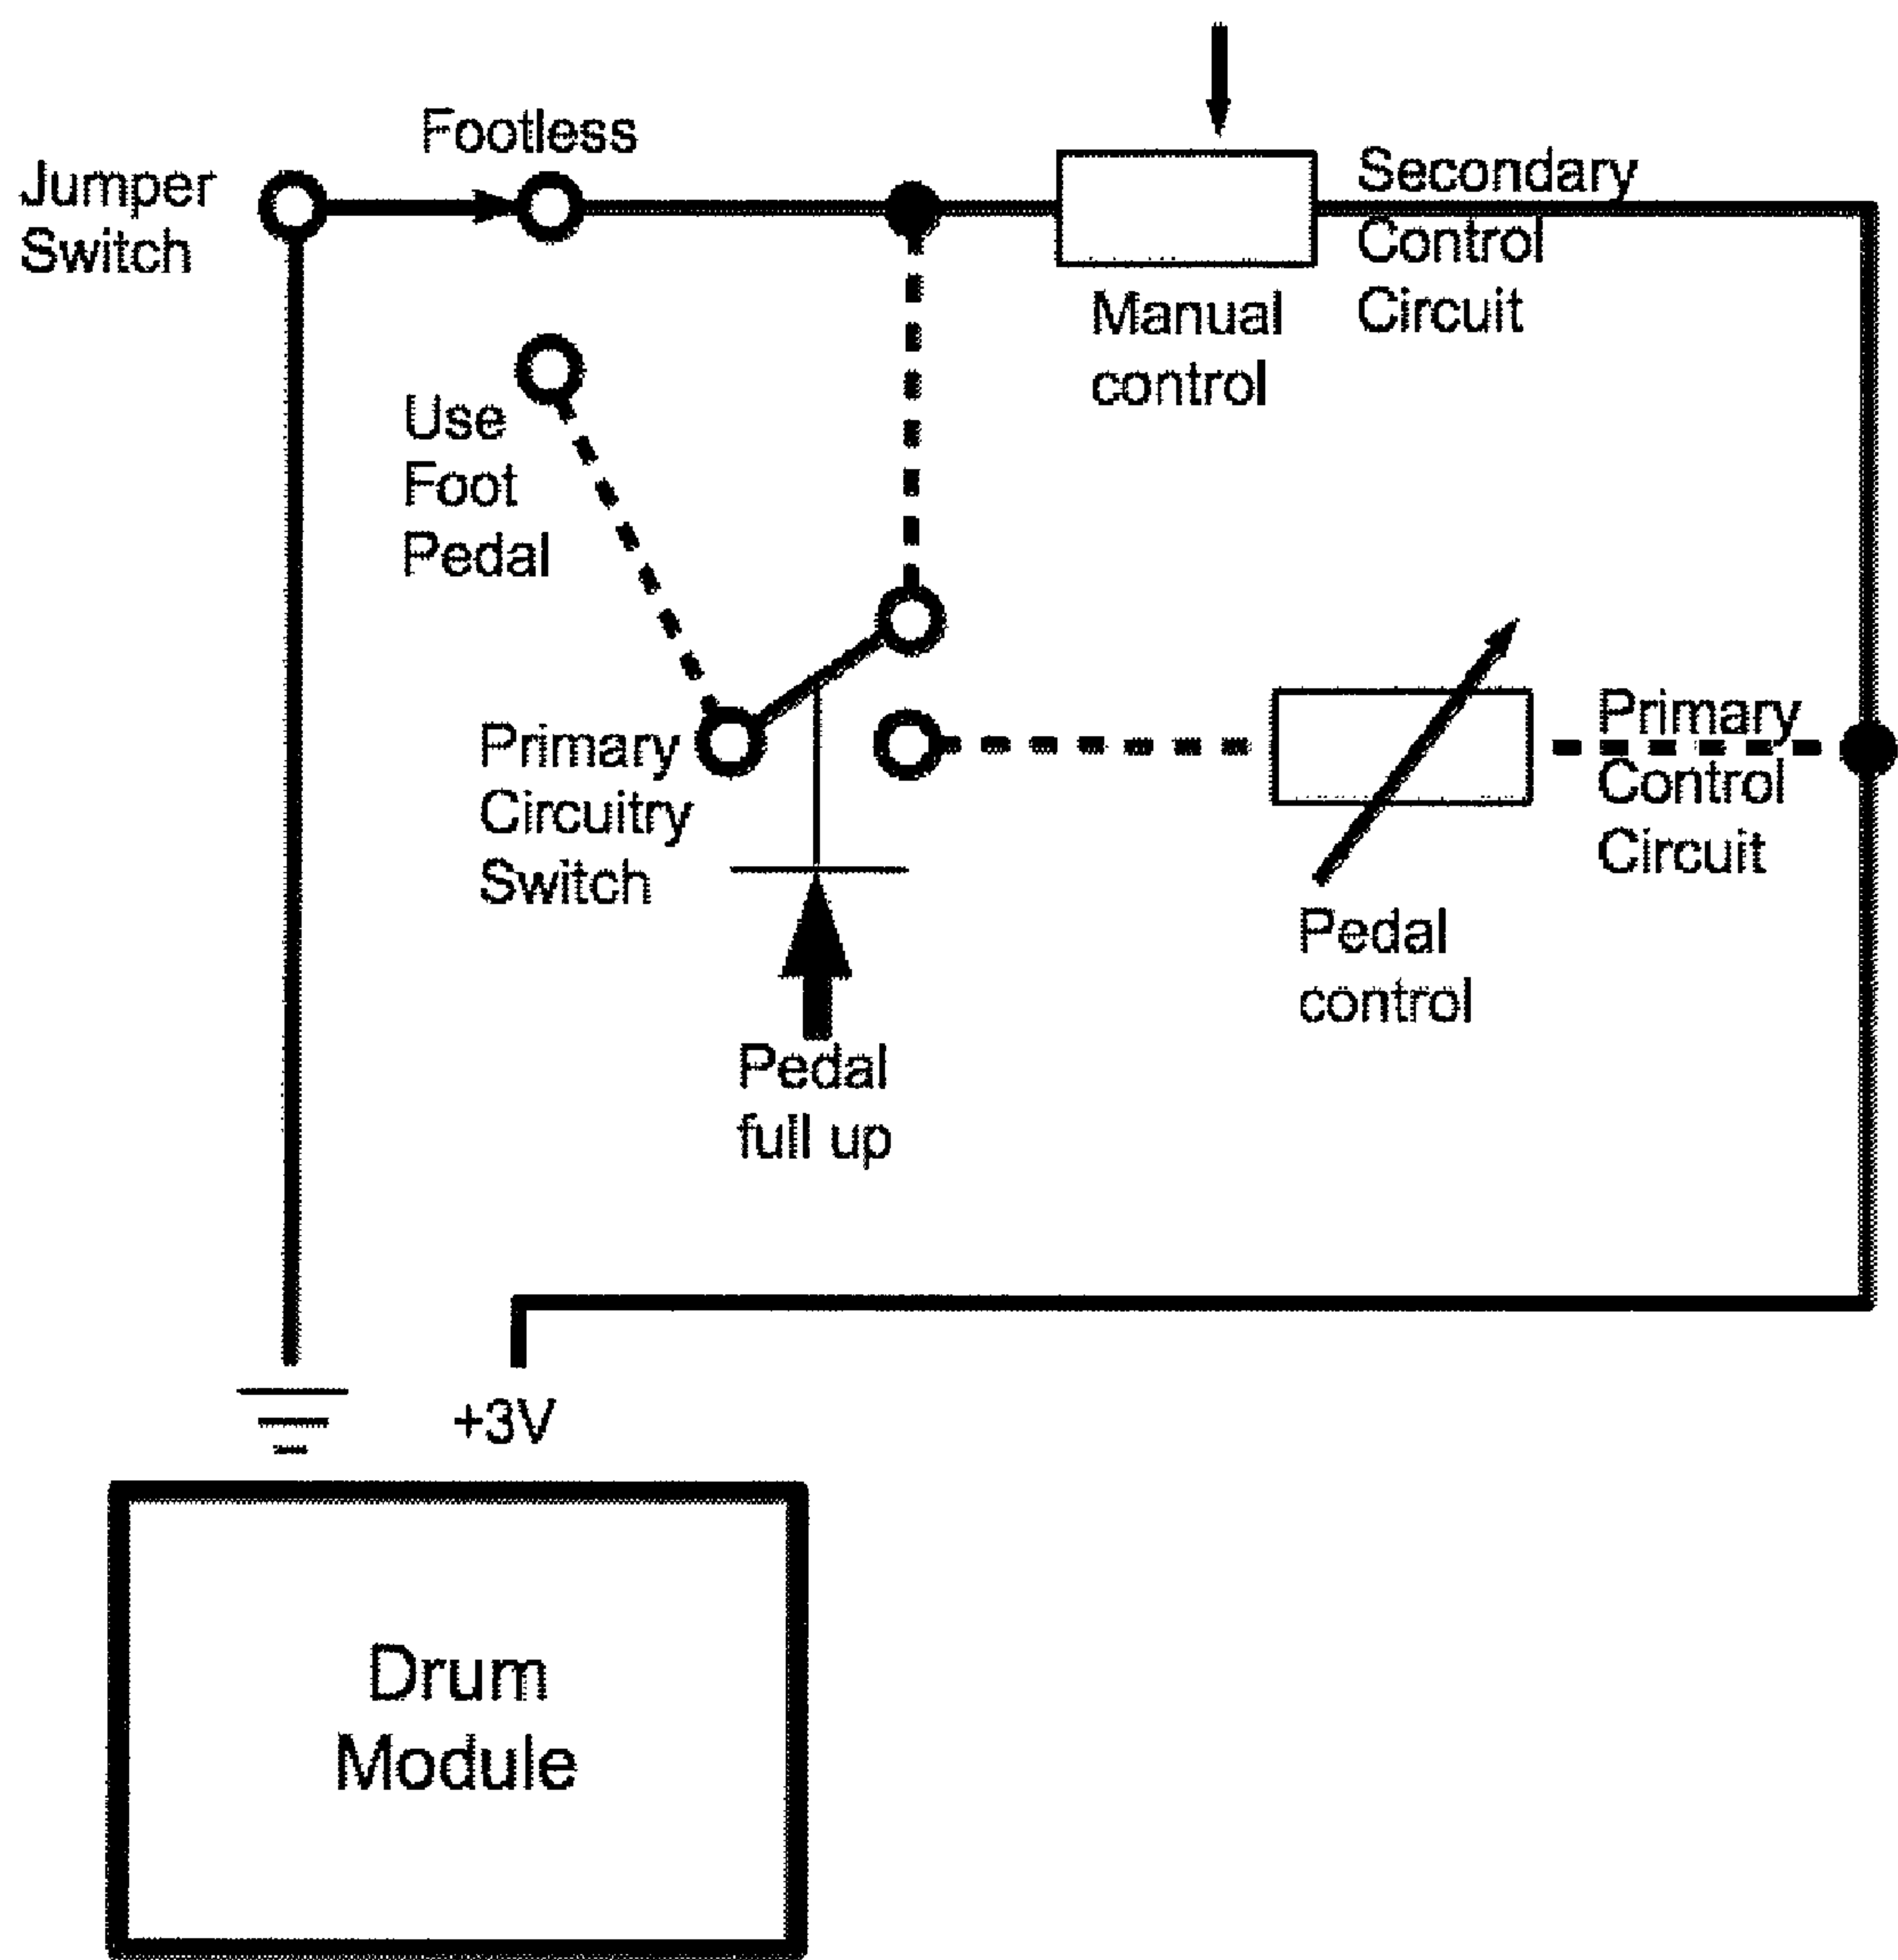 Footless
Jumper
Switch
Secondary
Control
Circuit
Manual
control
Use
Foot
Pedal
Primary
Circuitry
Switch
Primary
Control
Circuit
Pedal
control
Pedal
full up
+3V
Drum
Module